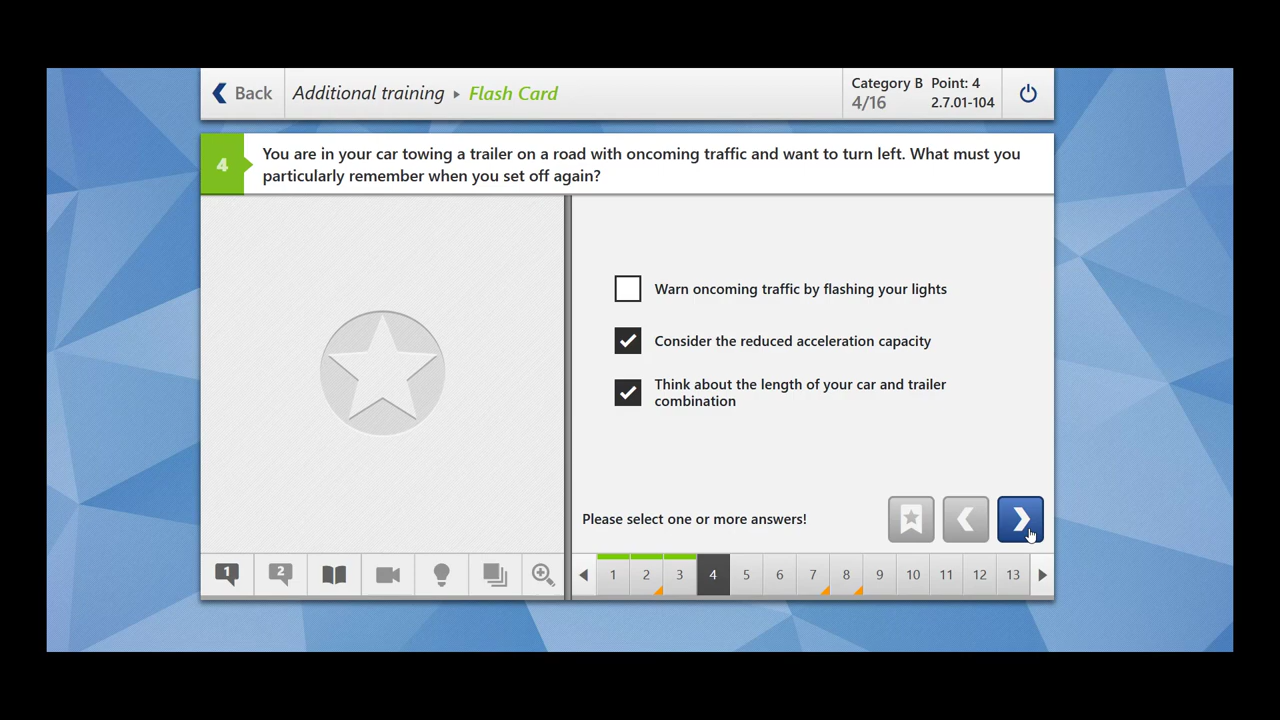 Back
Additional training ▸ Flash Card
Category B Point: 4
4/16 2.7.01-104
4
You are in your car towing a trailer on a road with oncoming traffic and want to turn left. What must you
particularly remember when you set off again?
Warn oncoming traffic by flashing your lights
Consider the reduced acceleration capacity
Think about the length of your car and trailer
combination
Please select one or more answers!
1 2
1 2 3 4 5 6 7 8 9 10 11 12 13